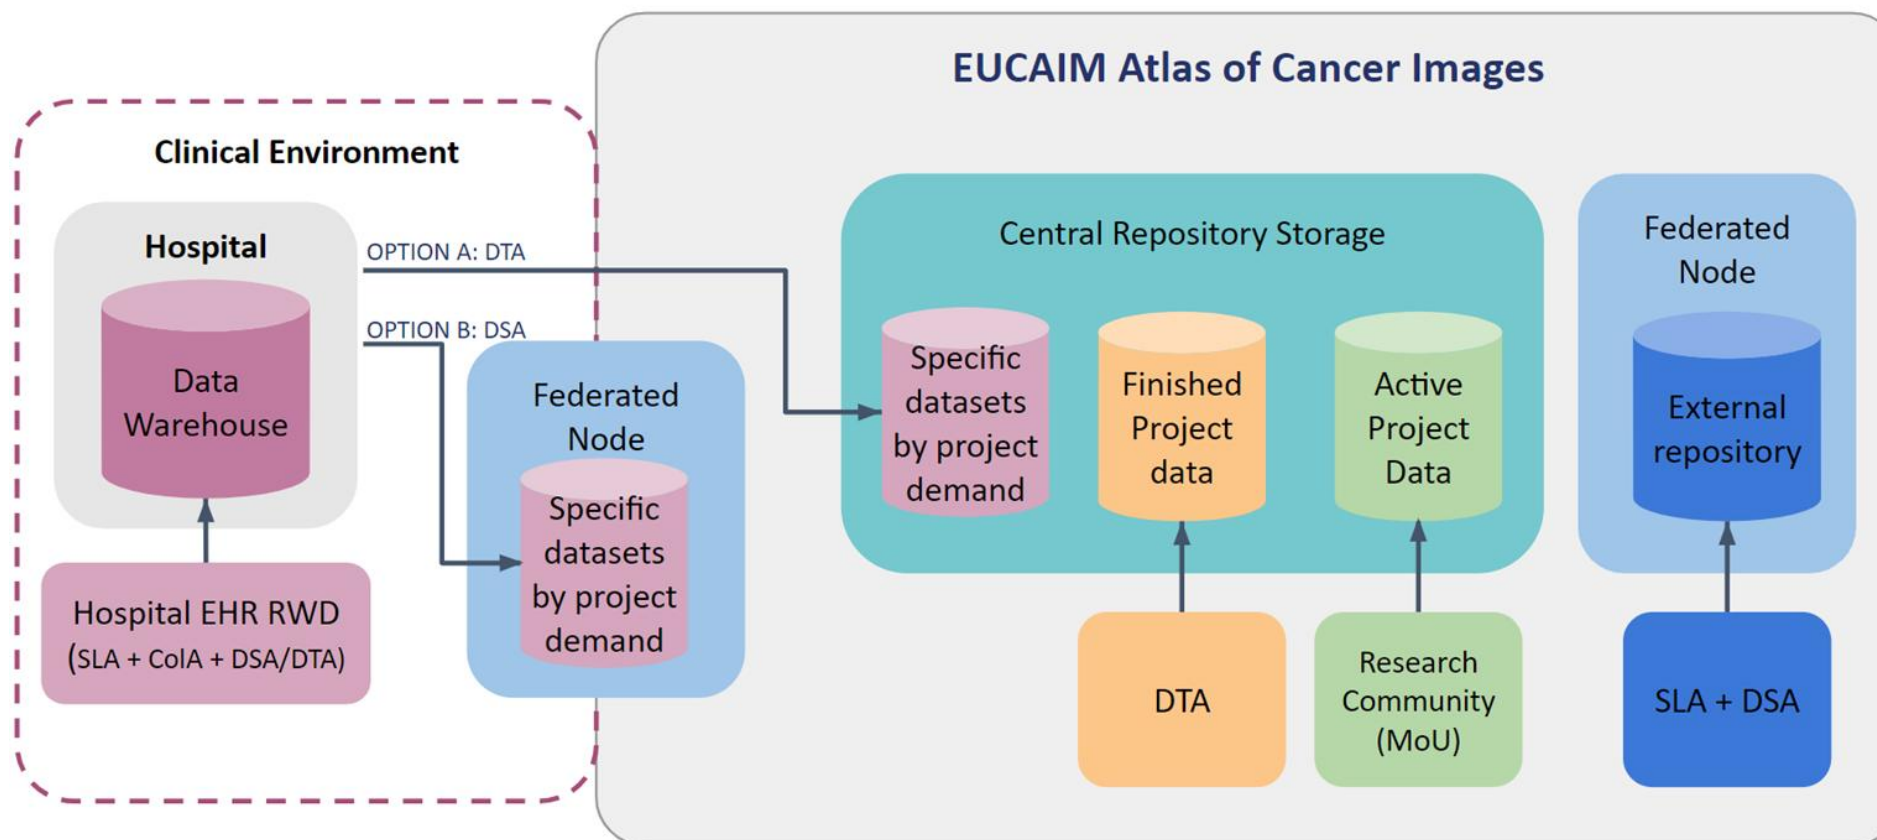 EUCAIM Atlas of Cancer Images
Clinical Environment
Hospital
Data
Warehouse
Hospital EHR RWD
(SLA + ColA + DSA/DTA)
OPTION A: DTA
OPTION B: DSA
Federated
Node
Specific
datasets
by project
demand
Central Repository Storage
Specific
datasets
by project
demand
Finished
Project
data
Active
Project
Data
DTA
Research
Community
(MoU)
Federated
Node
External
repository
SLA + DSA